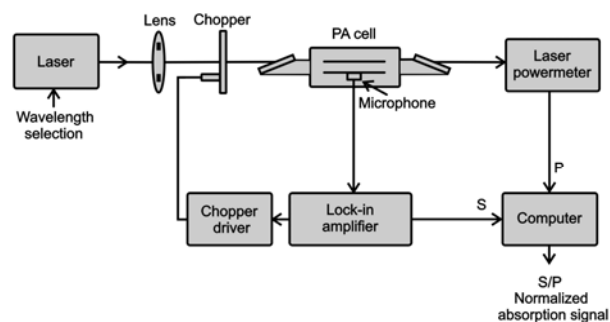 Lens
Chopper
PA cell
Laser
Laser
powermeter
Wavelength
selection
Microphone
P
Chopper
driver
Lock-in
amplifier
S
Computer
S/P
Normalized
absorption signal